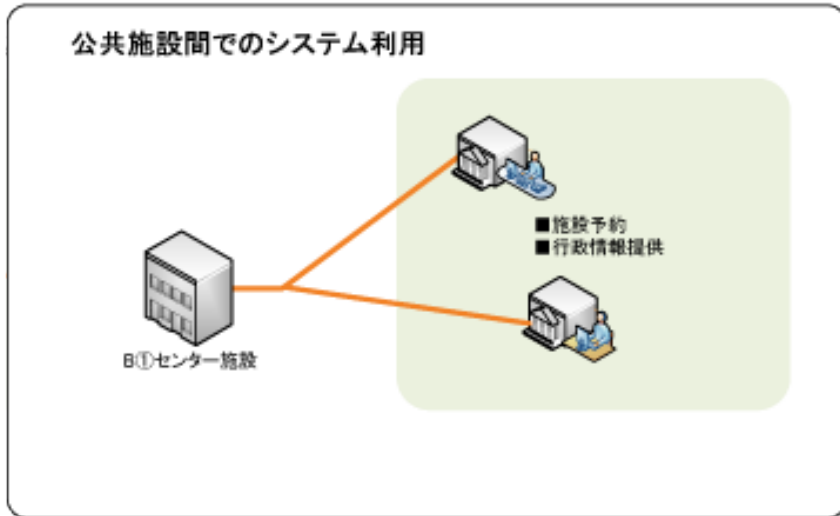 公共施設間でのシステム利用
■施設予約
■行政情報提供
B①センター施設